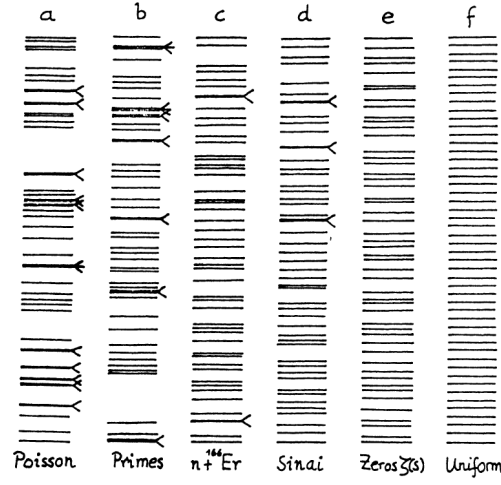 a b c d e f
Poisson Primes n+¹⁶⁶Er Sinai Zeros ζ(s) Uniform